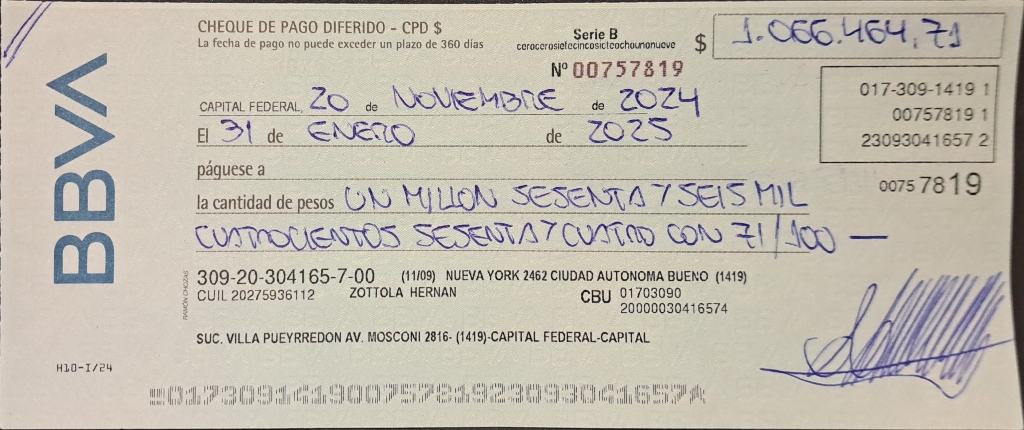 BBVA
CHEQUE DE PAGO DIFERIDO - CPD $
La fecha de pago no puede exceder un plazo de 360 días
Serie B
cerocerosietecincosieteochounonueve
Nº 00757819
$ 1.066.464,71
017-309-1419 1
00757819 1
23093041657 2
0075 7819
CAPITAL FEDERAL, 20 de NOVIEMBRE de 2024
El 31 de ENERO de 2025
páguese a
la cantidad de pesos UN MILLON SESENTA Y SEIS MIL
CUATROCIENTOS SESENTA Y CUATRO CON 71/100 —
RAMÓN CHOZAS
309-20-304165-7-00 (11/09) NUEVA YORK 2462 CIUDAD AUTONOMA BUENO (1419)
CUIL 20275936112 ZOTTOLA HERNAN CBU 01703090
20000030416574
SUC. VILLA PUEYRREDON AV. MOSCONI 2816- (1419)-CAPITAL FEDERAL-CAPITAL
H10-I/24
01730914190075781923093041657